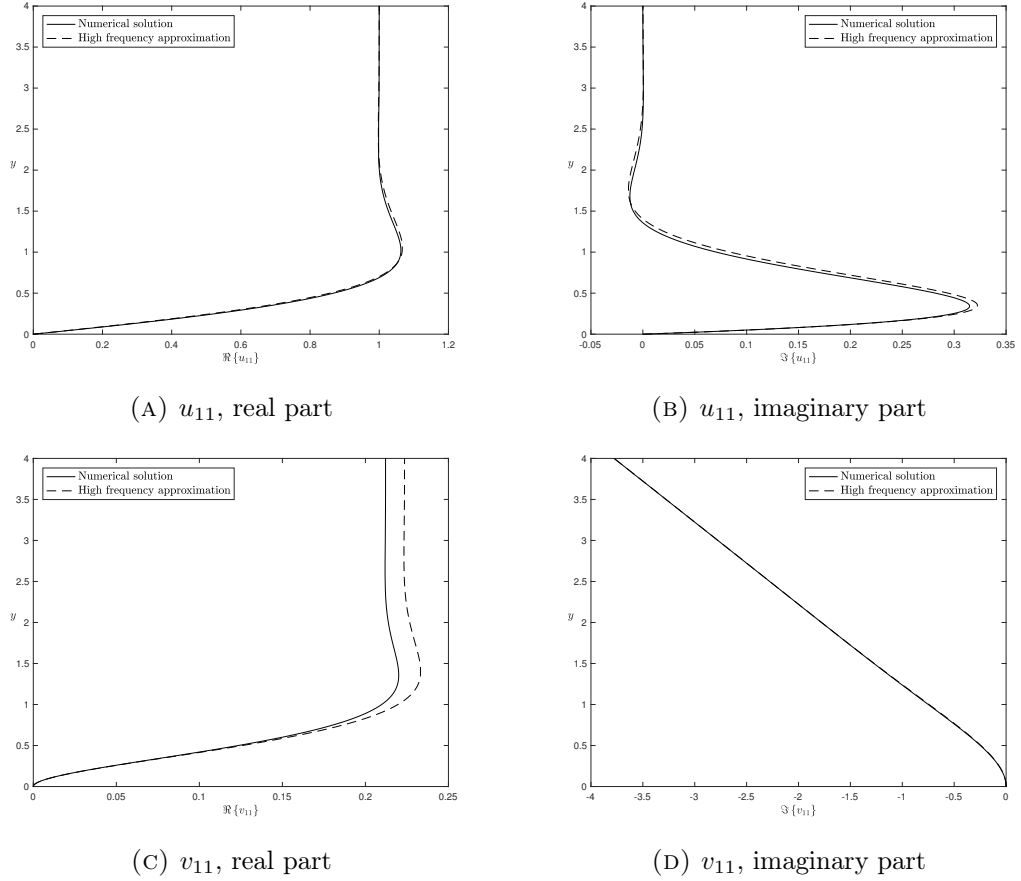 Numerical solution
High frequency approximation
4
3.5
3
2.5
2
1.5
1
0.5
0
y
0 0.2 0.4 0.6 0.8 1 1.2
ℜ {u₁₁}
(A) u₁₁, real part
Numerical solution
High frequency approximation
4
3.5
3
2.5
2
1.5
1
0.5
0
y
-0.05 0 0.05 0.1 0.15 0.2 0.25 0.3 0.35
ℑ {u₁₁}
(B) u₁₁, imaginary part
Numerical solution
High frequency approximation
4
3.5
3
2.5
2
1.5
1
0.5
0
y
0 0.05 0.1 0.15 0.2 0.25
ℜ {v₁₁}
(C) v₁₁, real part
Numerical solution
High frequency approximation
4
3.5
3
2.5
2
1.5
1
0.5
0
y
-4 -3.5 -3 -2.5 -2 -1.5 -1 -0.5 0
ℑ {v₁₁}
(D) v₁₁, imaginary part